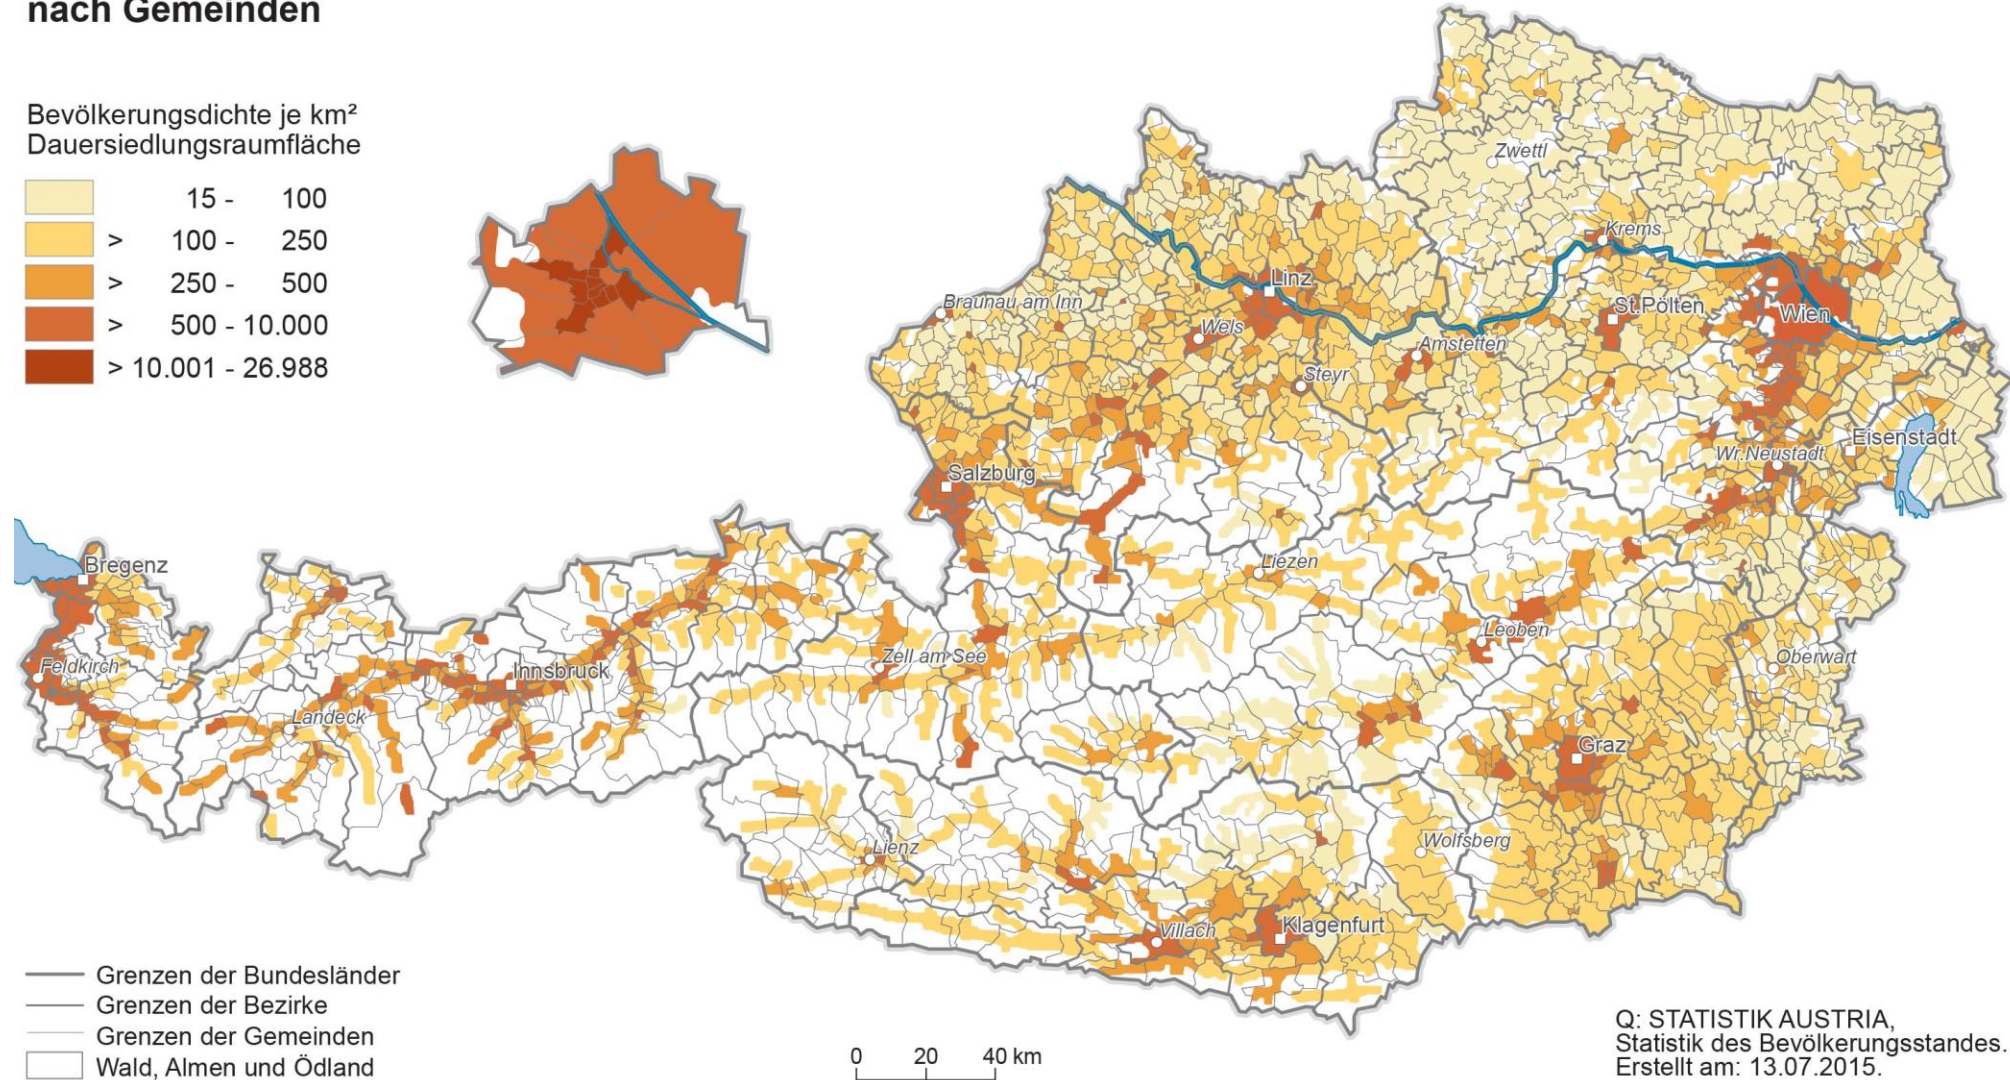 nach Gemeinden
Bevölkerungsdichte je km²
Dauersiedlungsraumfläche
15 - 100
> 100 - 250
> 250 - 500
> 500 - 10.000
> 10.001 - 26.988
Zwettl
Krems
Linz
Braunau am Inn
St.Pölten
Wien
Wels
Amstetten
Steyr
Eisenstadt
Wr.Neustadt
Salzburg
Bregenz
Liezen
Leoben
Feldkirch
Innsbruck
Zell am See
Oberwart
Landeck
Graz
Lienz
Wolfsberg
Villach
Klagenfurt
Grenzen der Bundesländer
Grenzen der Bezirke
Grenzen der Gemeinden
Wald, Almen und Ödland
0 20 40 km
Q: STATISTIK AUSTRIA,
Statistik des Bevölkerungsstandes.
Erstellt am: 13.07.2015.